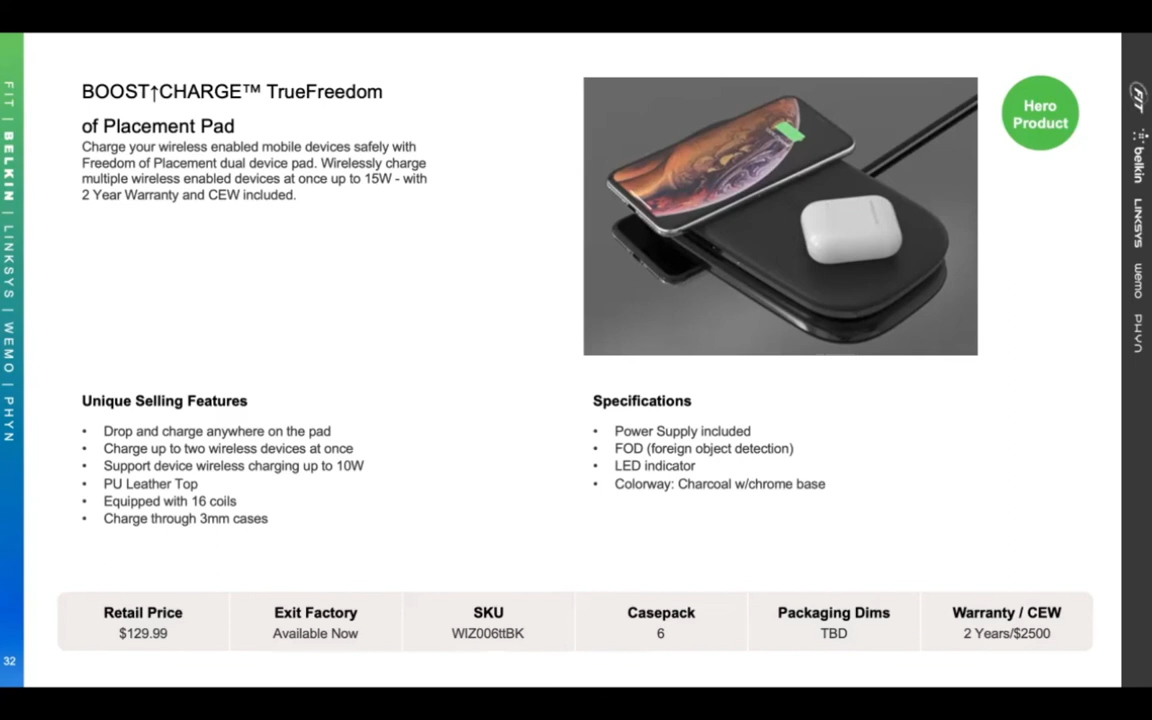 BOOST↑CHARGE™ TrueFreedom
of Placement Pad
Charge your wireless enabled mobile devices safely with
Freedom of Placement dual device pad. Wirelessly charge
multiple wireless enabled devices at once up to 15W - with
2 Year Warranty and CEW included.
Hero
Product
Unique Selling Features
• Drop and charge anywhere on the pad
• Charge up to two wireless devices at once
• Support device wireless charging up to 10W
• PU Leather Top
• Equipped with 16 coils
• Charge through 3mm cases
Specifications
• Power Supply included
• FOD (foreign object detection)
• LED indicator
• Colorway: Charcoal w/chrome base
Retail Price
$129.99
Exit Factory
Available Now
SKU
WIZ006ttBK
Casepack
6
Packaging Dims
TBD
Warranty / CEW
2 Years/$2500
FIT | BELKIN | LINKSYS | WEMO | PHYN
32
FIT
belkin
LINKSYS
wemo
PHYN